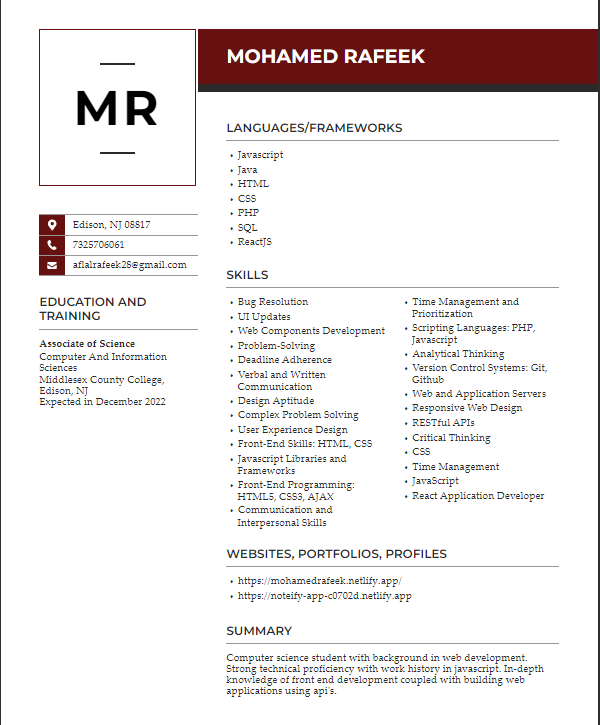 MR
Edison, NJ 08817
7325706061
aflalrafeek28@gmail.com
EDUCATION AND
TRAINING
Associate of Science
Computer And Information
Sciences
Middlesex County College,
Edison, NJ
Expected in December 2022
MOHAMED RAFEEK
LANGUAGES/FRAMEWORKS
• Javascript
• Java
• HTML
• CSS
• PHP
• SQL
• ReactJS
SKILLS
• Bug Resolution
• UI Updates
• Web Components Development
• Problem-Solving
• Deadline Adherence
• Verbal and Written
Communication
• Design Aptitude
• Complex Problem Solving
• User Experience Design
• Front-End Skills: HTML, CSS
• Javascript Libraries and
Frameworks
• Front-End Programming:
HTML5, CSS3, AJAX
• Communication and
Interpersonal Skills
• Time Management and
Prioritization
• Scripting Languages: PHP,
Javascript
• Analytical Thinking
• Version Control Systems: Git,
Github
• Web and Application Servers
• Responsive Web Design
• RESTful APIs
• Critical Thinking
• CSS
• Time Management
• JavaScript
• React Application Developer
WEBSITES, PORTFOLIOS, PROFILES
• https://mohamedrafeek.netlify.app/
• https://noteify-app-c0702d.netlify.app
SUMMARY
Computer science student with background in web development.
Strong technical proficiency with work history in javascript. In-depth
knowledge of front end development coupled with building web
applications using api's.